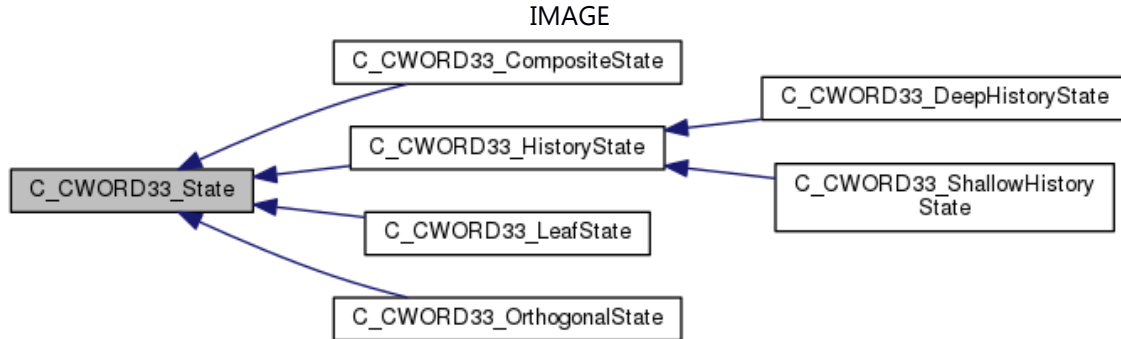 IMAGE
C_CWORD33_CompositeState
C_CWORD33_DeepHistoryState
C_CWORD33_HistoryState
C_CWORD33_State
C_CWORD33_ShallowHistory
State
C_CWORD33_LeafState
C_CWORD33_OrthogonalState